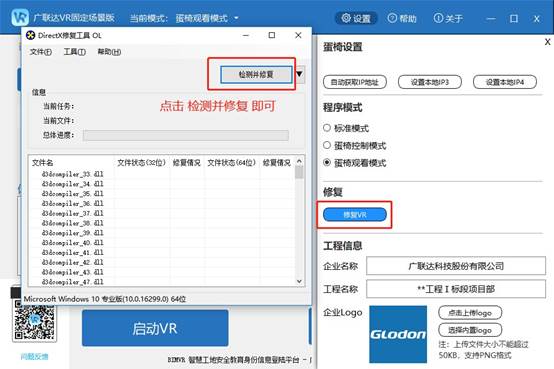 广联达VR固定场景版
当前模式：蛋椅观看模式
设置
帮助
关于
DirectX修复工具 OL
文件(F)
工具(T)
帮助(H)
检测并修复
信息
点击 检测并修复 即可
当前任务:
当前文件:
总体进度:
文件名 文件状态(32位) 修复情况 文件状态(64位) 修复情况
d3dcompiler_33.dll
d3dcompiler_34.dll
d3dcompiler_35.dll
d3dcompiler_36.dll
d3dcompiler_37.dll
d3dcompiler_38.dll
d3dcompiler_39.dll
d3dcompiler_40.dll
d3dcompiler_41.dll
d3dcompiler_42.dll
d3dcompiler_43.dll
d3dcompiler_46.dll
d3dcompiler_47.dll
Microsoft Windows 10 专业版(10.0.16299.0) 64位
启动VR
问题反馈
BIMVR 智慧工地安全教育身份信息登陆平台 -
蛋椅设置
自动获取IP地址
设置本地IP3
设置本地IP4
程序模式
标准模式
蛋椅控制模式
蛋椅观看模式
修复
修复VR
工程信息
企业名称 广联达科技股份有限公司
工程名称 **工程Ⅰ标段项目部
企业Logo
GLODON
点击上传logo
选择内置logo
注：上传文件大小不能超过
50KB，支持PNG格式